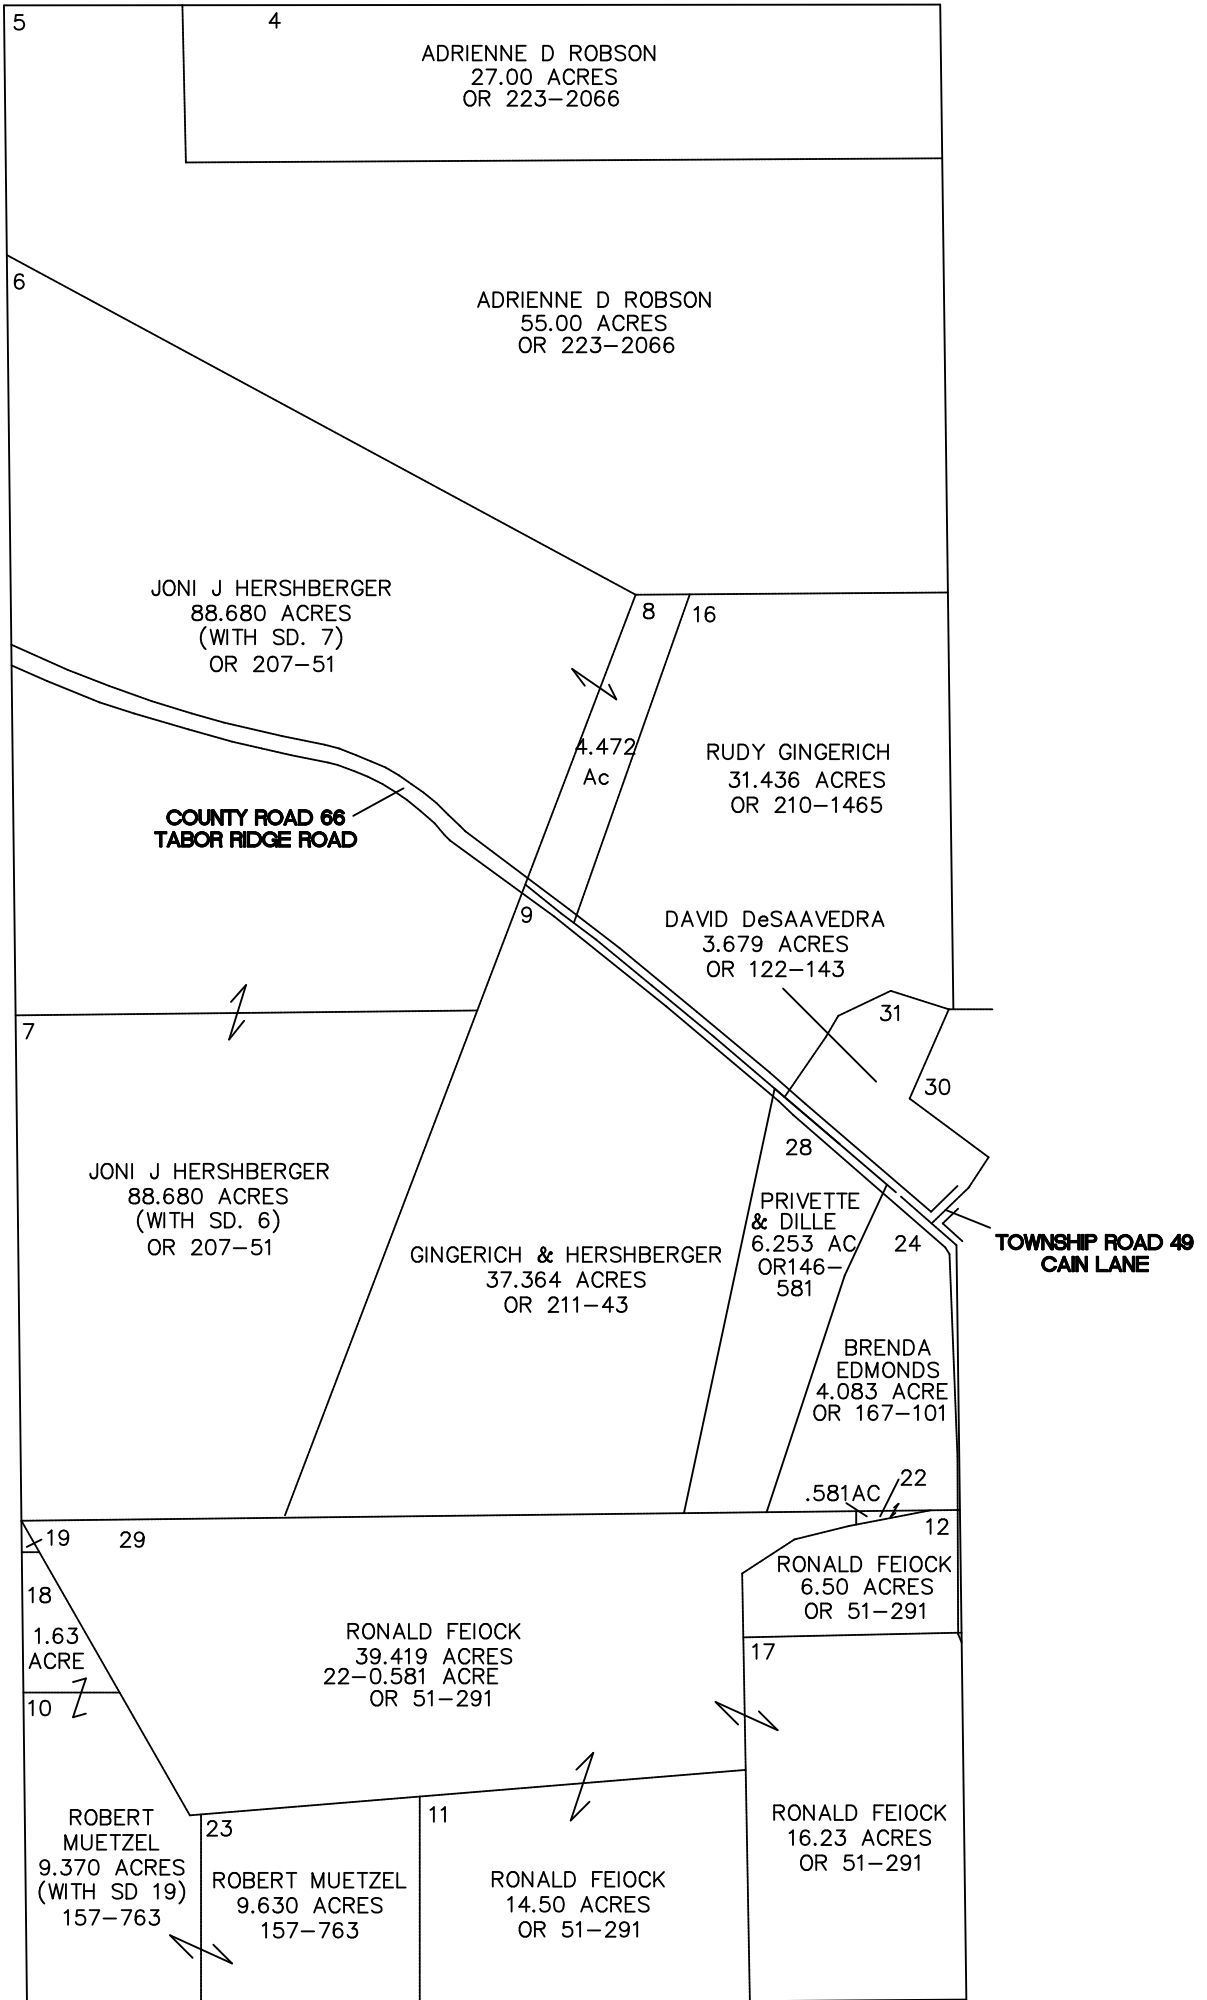 5
4
ADRIENNE D ROBSON
27.00 ACRES
OR 223-2066
6
ADRIENNE D ROBSON
55.00 ACRES
OR 223-2066
JONI J HERSHBERGER
88.680 ACRES
(WITH SD. 7)
OR 207-51
8
16
4.472
Ac
RUDY GINGERICH
31.436 ACRES
OR 210-1465
COUNTY ROAD 66
TABOR RIDGE ROAD
9
DAVID DeSAAVEDRA
3.679 ACRES
OR 122-143
31
30
7
28
JONI J HERSHBERGER
88.680 ACRES
(WITH SD. 6)
OR 207-51
GINGERICH & HERSHBERGER
37.364 ACRES
OR 211-43
PRIVETTE
& DILLE
6.253 AC
OR146-
581
24
TOWNSHIP ROAD 49
CAIN LANE
BRENDA
EDMONDS
4.083 ACRE
OR 167-101
.581AC
22
12
19
29
RONALD FEIOCK
6.50 ACRES
OR 51-291
18
1.63
ACRE
RONALD FEIOCK
39.419 ACRES
22-0.581 ACRE
OR 51-291
17
10
ROBERT
MUETZEL
9.370 ACRES
(WITH SD 19)
157-763
23
ROBERT MUETZEL
9.630 ACRES
157-763
11
RONALD FEIOCK
14.50 ACRES
OR 51-291
RONALD FEIOCK
16.23 ACRES
OR 51-291